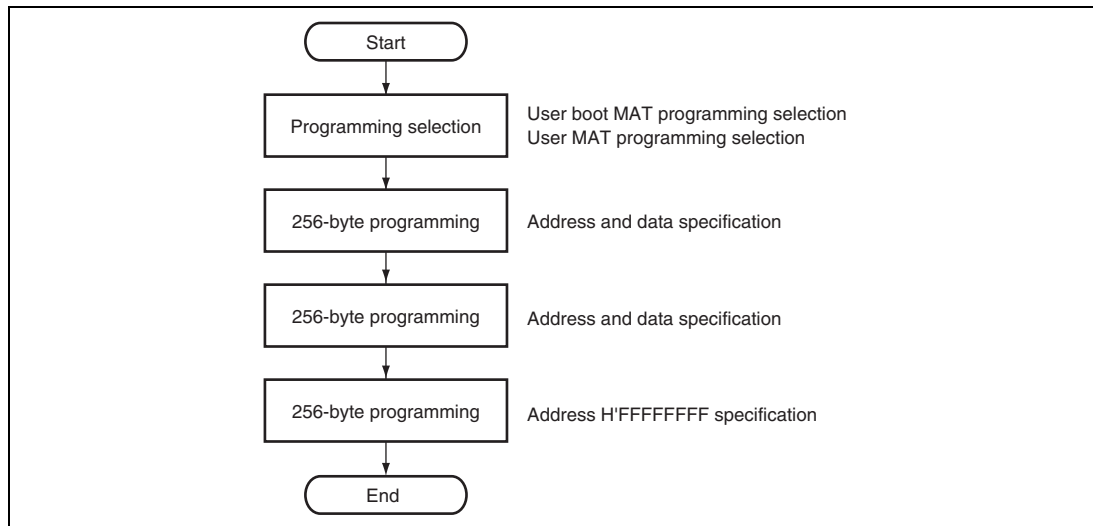 Start
Programming selection
User boot MAT programming selection
User MAT programming selection
256-byte programming
Address and data specification
256-byte programming
Address and data specification
256-byte programming
Address H'FFFFFFFF specification
End